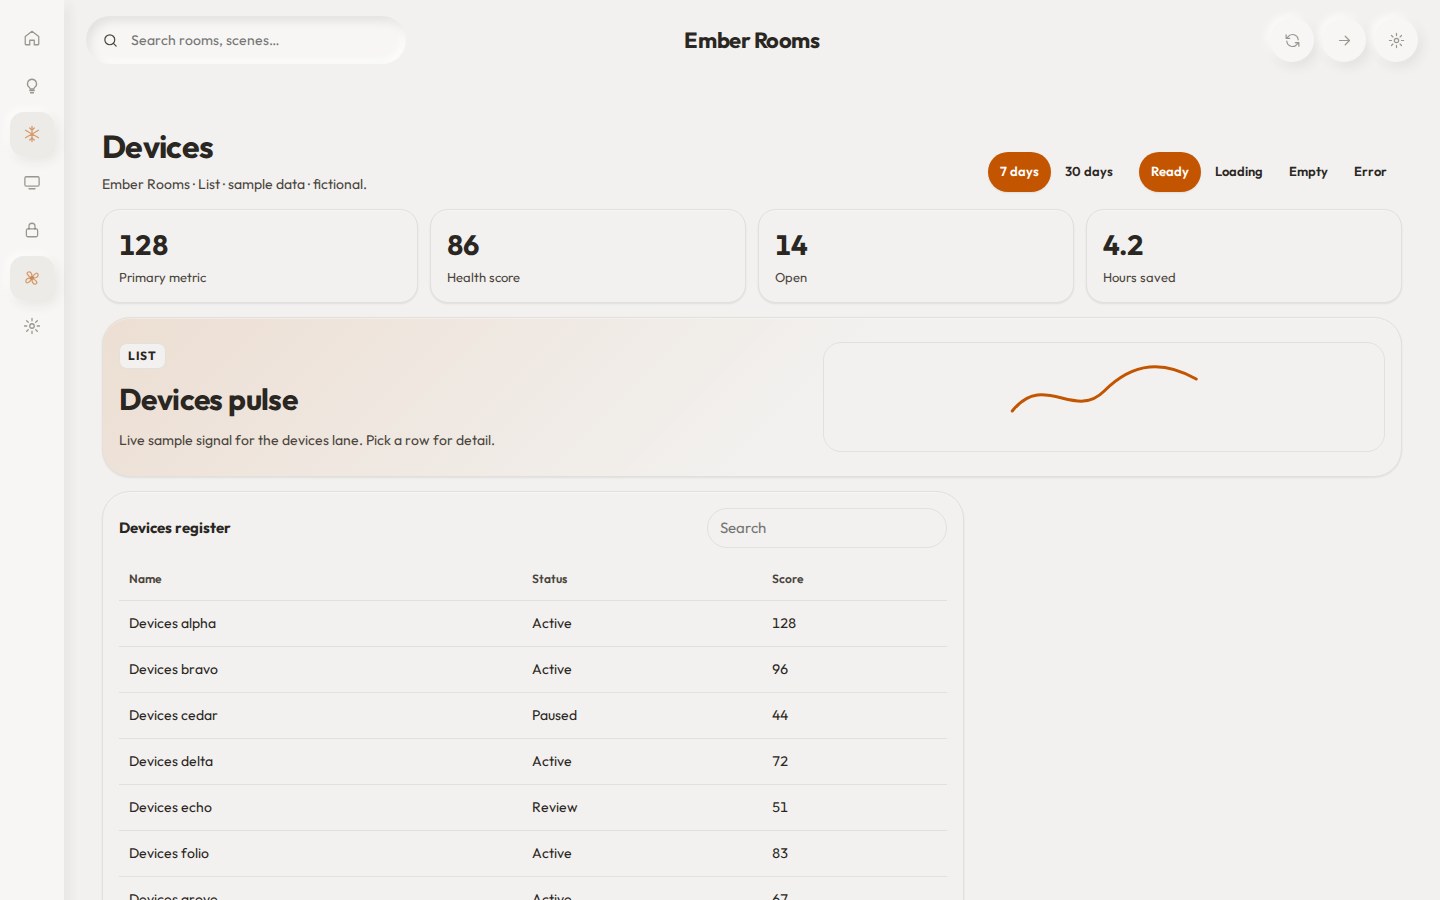 Search rooms, scenes...
Ember Rooms
Devices
Ember Rooms · List · sample data · fictional.
7 days
30 days
Ready
Loading
Empty
Error
128
Primary metric
86
Health score
14
Open
4.2
Hours saved
LIST
Devices pulse
Live sample signal for the devices lane. Pick a row for detail.
Devices register
Search
Name Status Score
Devices alpha Active 128
Devices bravo Active 96
Devices cedar Paused 44
Devices delta Active 72
Devices echo Review 51
Devices folio Active 83
Devices grove Active 67